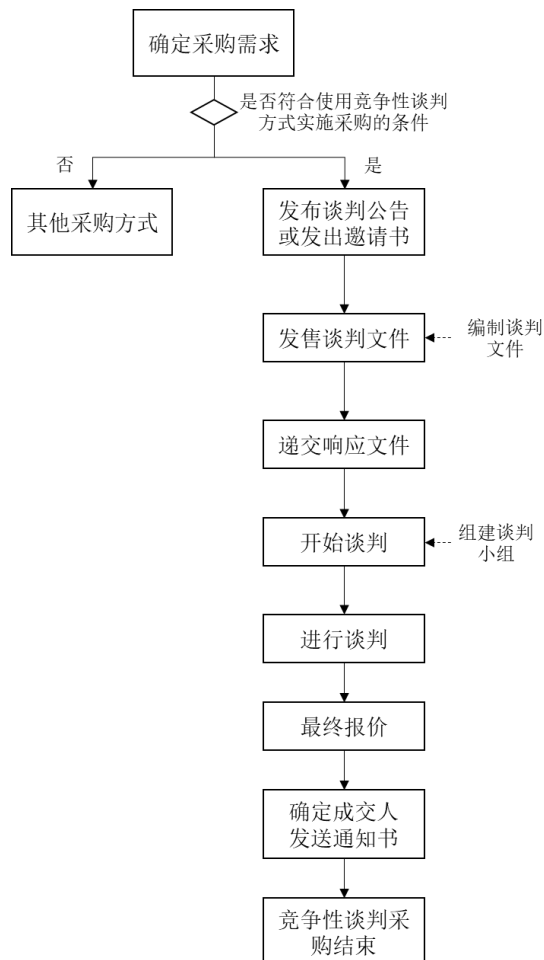 确定采购需求
是否符合使用竞争性谈判
方式实施采购的条件
否
是
其他采购方式
发布谈判公告
或发出邀请书
发售谈判文件
编制谈判
文件
递交响应文件
开始谈判
组建谈判
小组
进行谈判
最终报价
确定成交人
发送通知书
竞争性谈判采
购结束